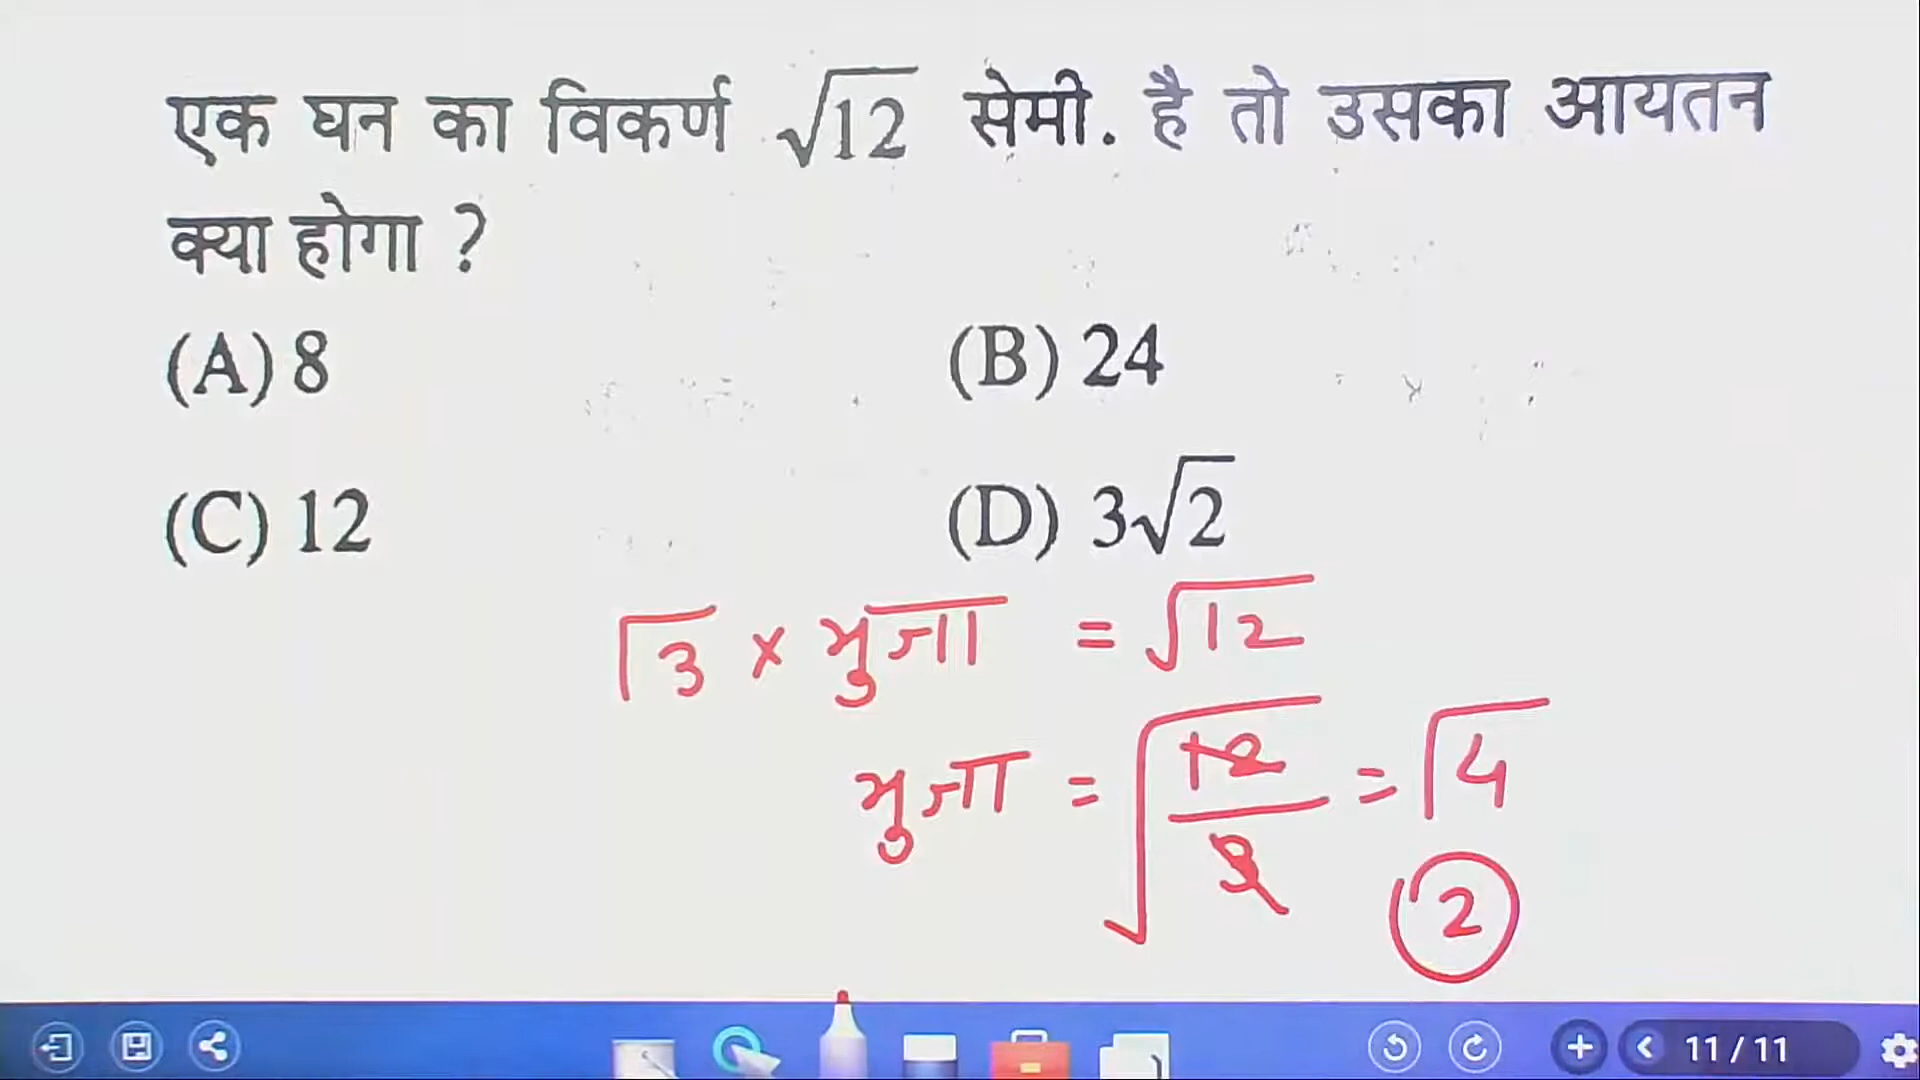 एक घन का विकर्ण √12 सेमी. है तो उसका आयतन
क्या होगा ?
(A) 8
(B) 24
(C) 12
(D) 3√2
√3 × भुजा = √12
भुजा = √12/3 = √4
2
11 / 11